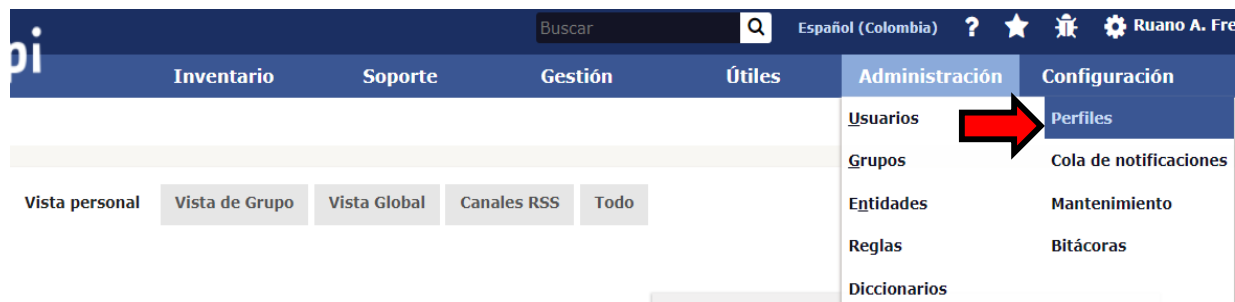 Buscar Español (Colombia) ? Ruano A. Fre
pi
Inventario Soporte Gestión Útiles Administración Configuración
Usuarios Perfiles
Grupos Cola de notificaciones
Vista personal Vista de Grupo Vista Global Canales RSS Todo
Entidades Mantenimiento
Reglas Bitácoras
Diccionarios